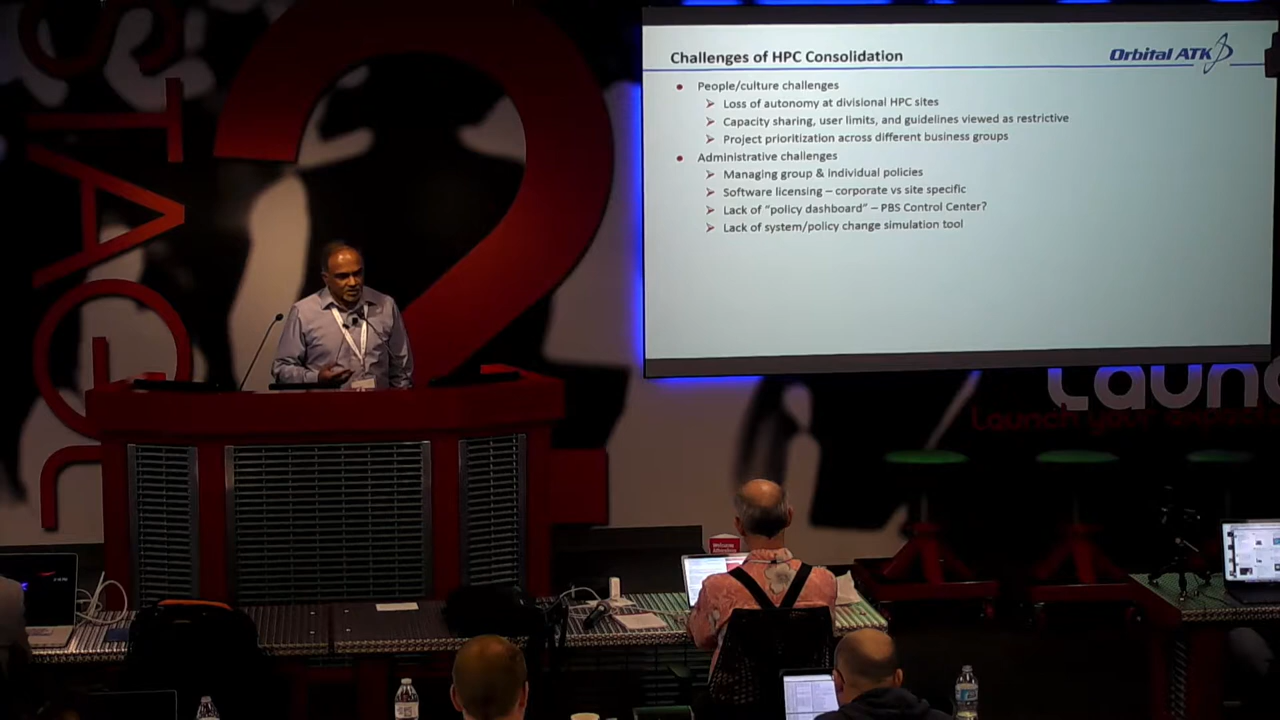 STAGE
2
Challenges of HPC Consolidation
Orbital ATK
People/culture challenges
Loss of autonomy at divisional HPC sites
Capacity sharing, user limits, and guidelines viewed as restrictive
Project prioritization across different business groups
Administrative challenges
Managing group & individual policies
Software licensing – corporate vs site specific
Lack of "policy dashboard" – PBS Control Center?
Lack of system/policy change simulation tool
Launch your